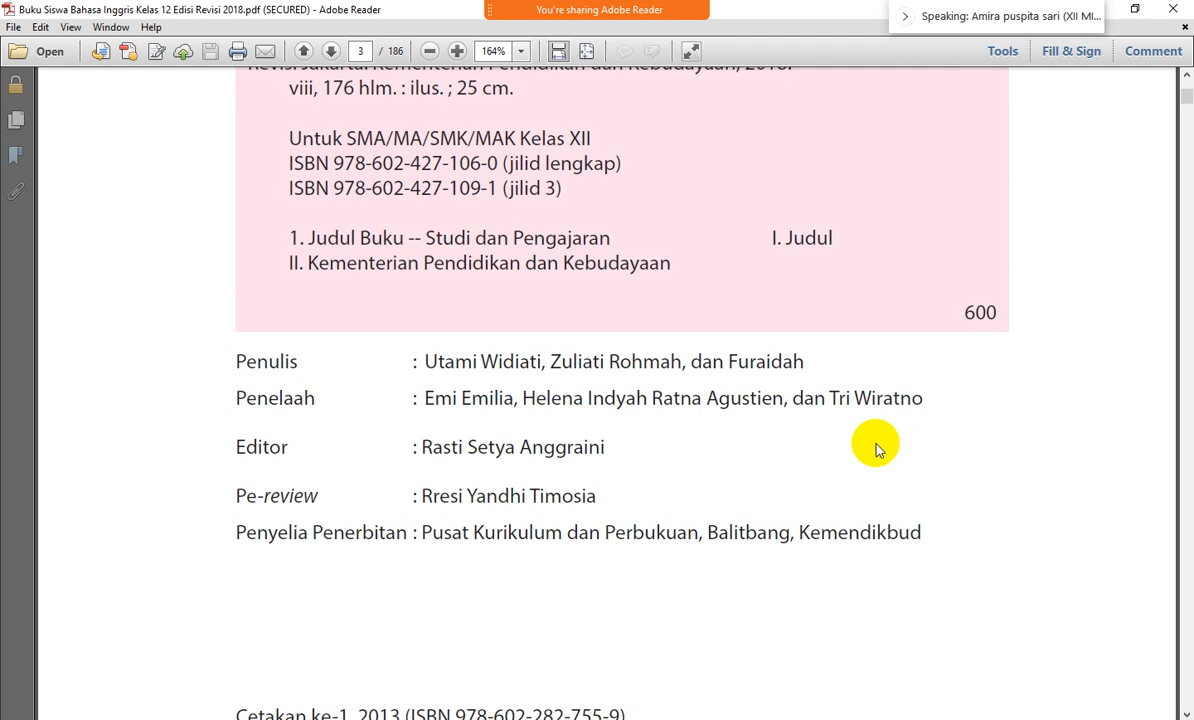 Buku Siswa Bahasa Inggris Kelas 12 Edisi Revisi 2018.pdf (SECURED) - Adobe Reader
You're sharing Adobe Reader
Speaking: Amira puspita sari (XII MI...
File Edit View Window Help
Open 3 / 186 164% Tools Fill & Sign Comment
viii, 176 hlm. : ilus. ; 25 cm.
Untuk SMA/MA/SMK/MAK Kelas XII
ISBN 978-602-427-106-0 (jilid lengkap)
ISBN 978-602-427-109-1 (jilid 3)
1. Judul Buku -- Studi dan Pengajaran I. Judul
II. Kementerian Pendidikan dan Kebudayaan
600
Penulis : Utami Widiati, Zuliati Rohmah, dan Furaidah
Penelaah : Emi Emilia, Helena Indyah Ratna Agustien, dan Tri Wiratno
Editor : Rasti Setya Anggraini
Pe-review : Rresi Yandhi Timosia
Penyelia Penerbitan : Pusat Kurikulum dan Perbukuan, Balitbang, Kemendikbud
Cetakan ke-1, 2013 (ISBN 978-602-282-755-9)